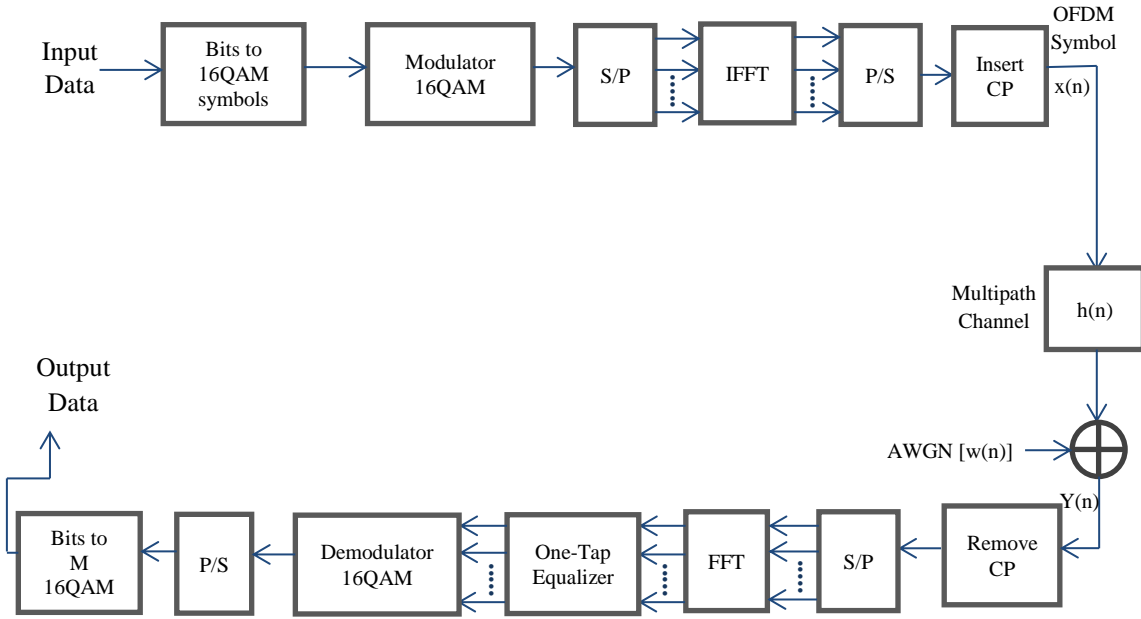 Input
Data
Bits to
16QAM
symbols
Modulator
16QAM
S/P
IFFT
P/S
Insert
CP
OFDM
Symbol
x(n)
Multipath
Channel
h(n)
AWGN [w(n)]
Y(n)
Remove
CP
S/P
FFT
One-Tap
Equalizer
Demodulator
16QAM
P/S
Bits to
M
16QAM
Output
Data